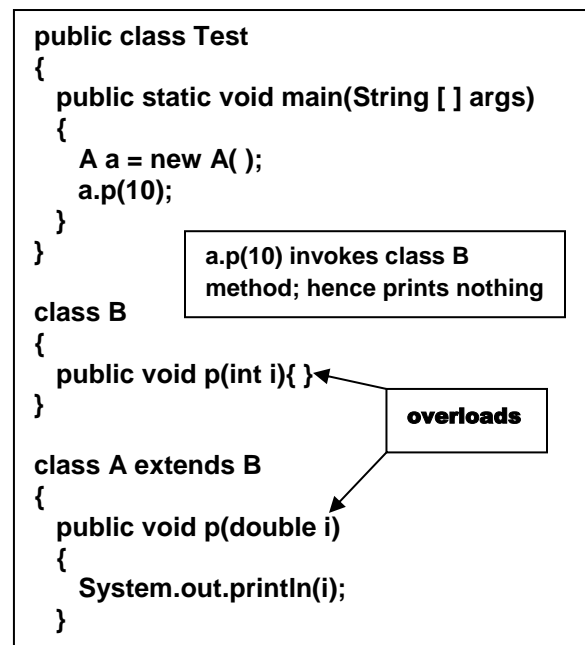 public class Test
{
public static void main(String [ ] args)
{
A a = new A( );
a.p(10);
}
}
a.p(10) invokes class B
method; hence prints nothing
class B
{
public void p(int i){ }
}
overloads
class A extends B
{
public void p(double i)
{
System.out.println(i);
}